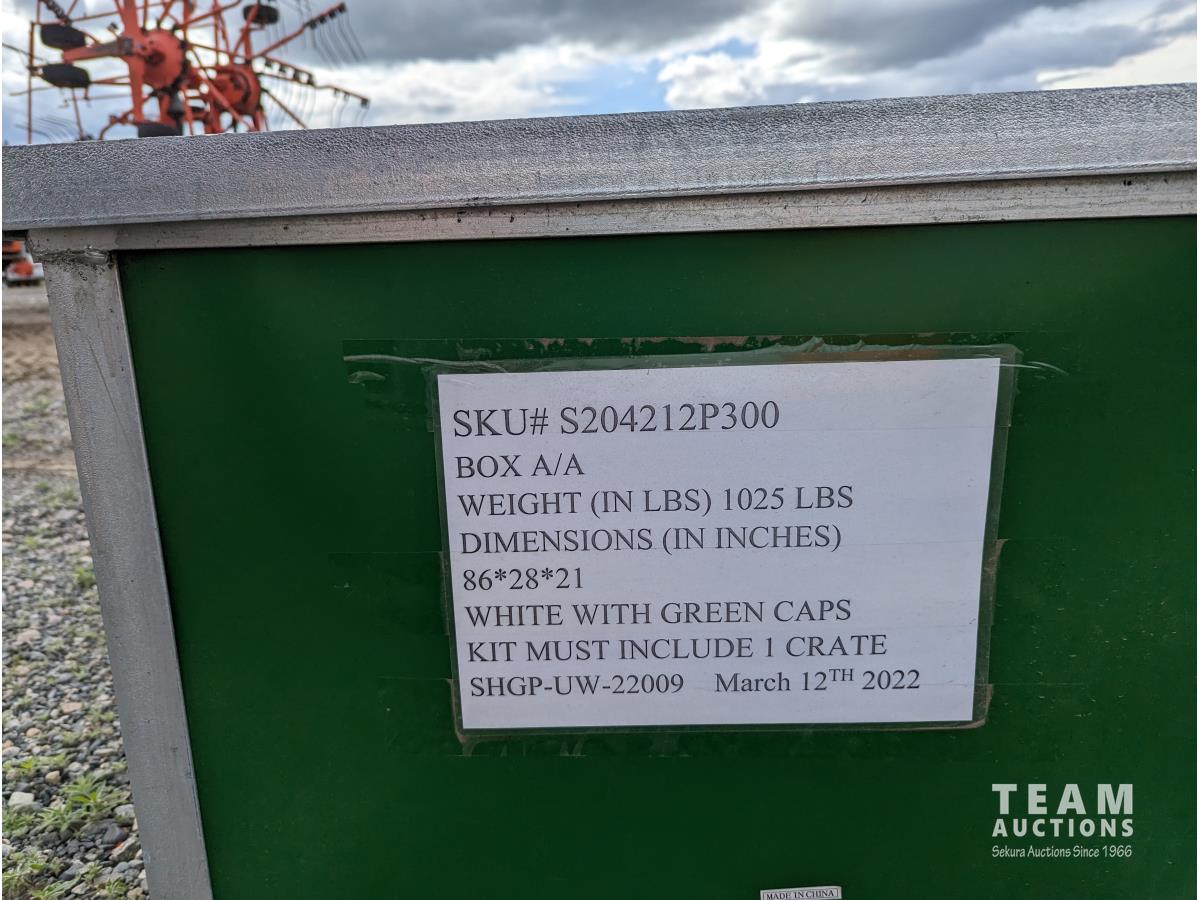 SKU# S204212P300
BOX A/A
WEIGHT (IN LBS) 1025 LBS
DIMENSIONS (IN INCHES)
86*28*21
WHITE WITH GREEN CAPS
KIT MUST INCLUDE 1 CRATE
SHGP-UW-22009 March 12TH 2022
TEAM
AUCTIONS
Sekura Auctions Since 1966
MADE IN CHINA